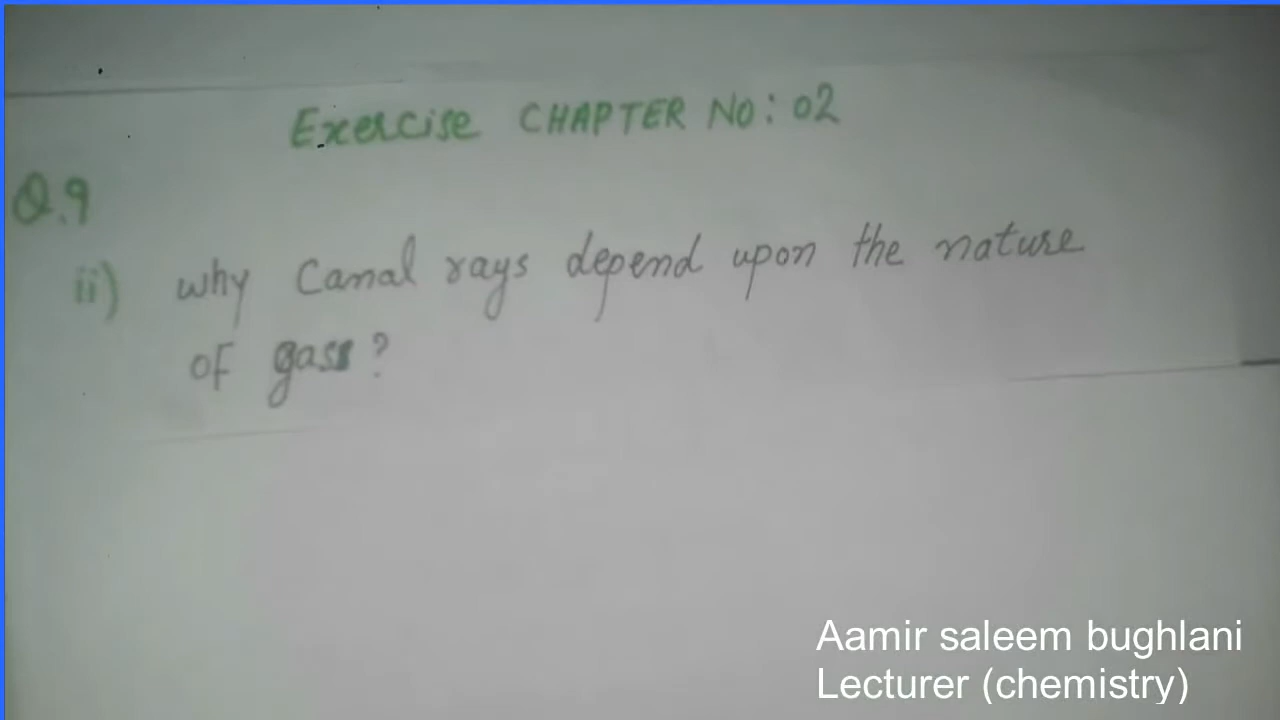 Exercise CHAPTER NO: 02
Q.9
ii) why Canal rays depend upon the nature
of gas?
Aamir saleem bughlani
Lecturer (chemistry)